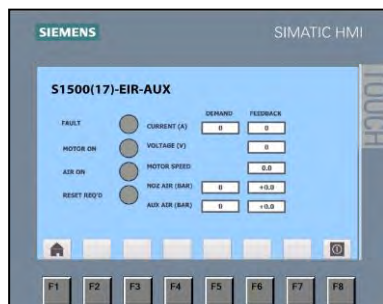 SIEMENS SIMATIC HMI
TOUCH
S1500(17)-EIR-AUX
DEMAND FEEDBACK
FAULT CURRENT (A) 0 0
MOTOR ON VOLTAGE (V) 0
AIR ON MOTOR SPEED 0.0
RESET REQ'D NOZ AIR (BAR) 0 +0.0
AUX AIR (BAR) 0 +0.0
F1 F2 F3 F4 F5 F6 F7 F8